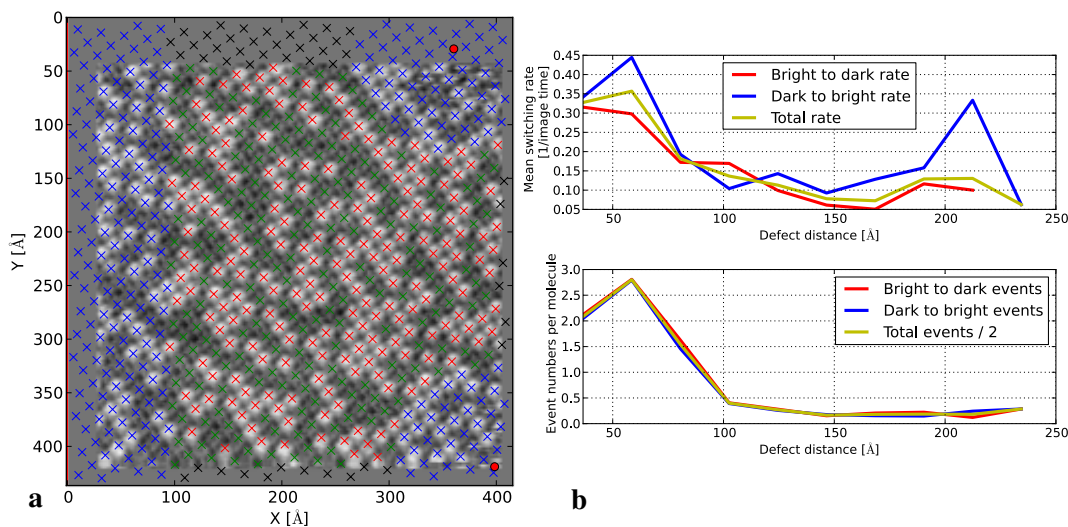 0
50
100
150
200
250
300
350
400
Y [Å]
0
100
200
300
400
X [Å]
a
0.45
0.40
0.35
0.30
0.25
0.20
0.15
0.10
0.05
Mean switching rate
[1/image time]
Bright to dark rate
Dark to bright rate
Total rate
50
100
150
200
250
Defect distance [Å]
3.0
2.5
2.0
1.5
1.0
0.5
0.0
Event numbers per molecule
Bright to dark events
Dark to bright events
Total events / 2
50
100
150
200
250
Defect distance [Å]
b